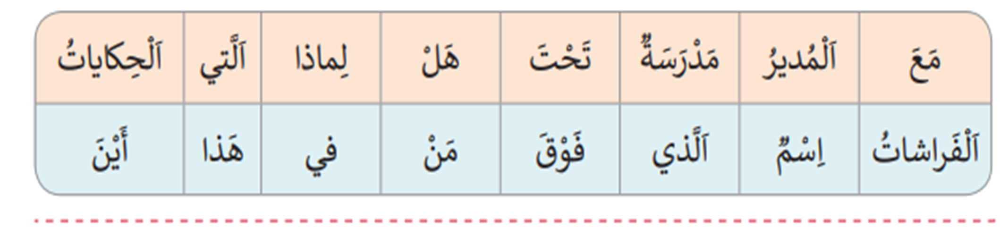 مَعَ اَلْمُديرُ مَدْرَسَةٌ تَحْتَ هَلْ لِماذا اَلَّتي اَلْحِكاياتُ
اَلْفَراشاتُ اِسْمٌ اَلَّذي فَوْقَ مَنْ في هَذا أَيْنَ